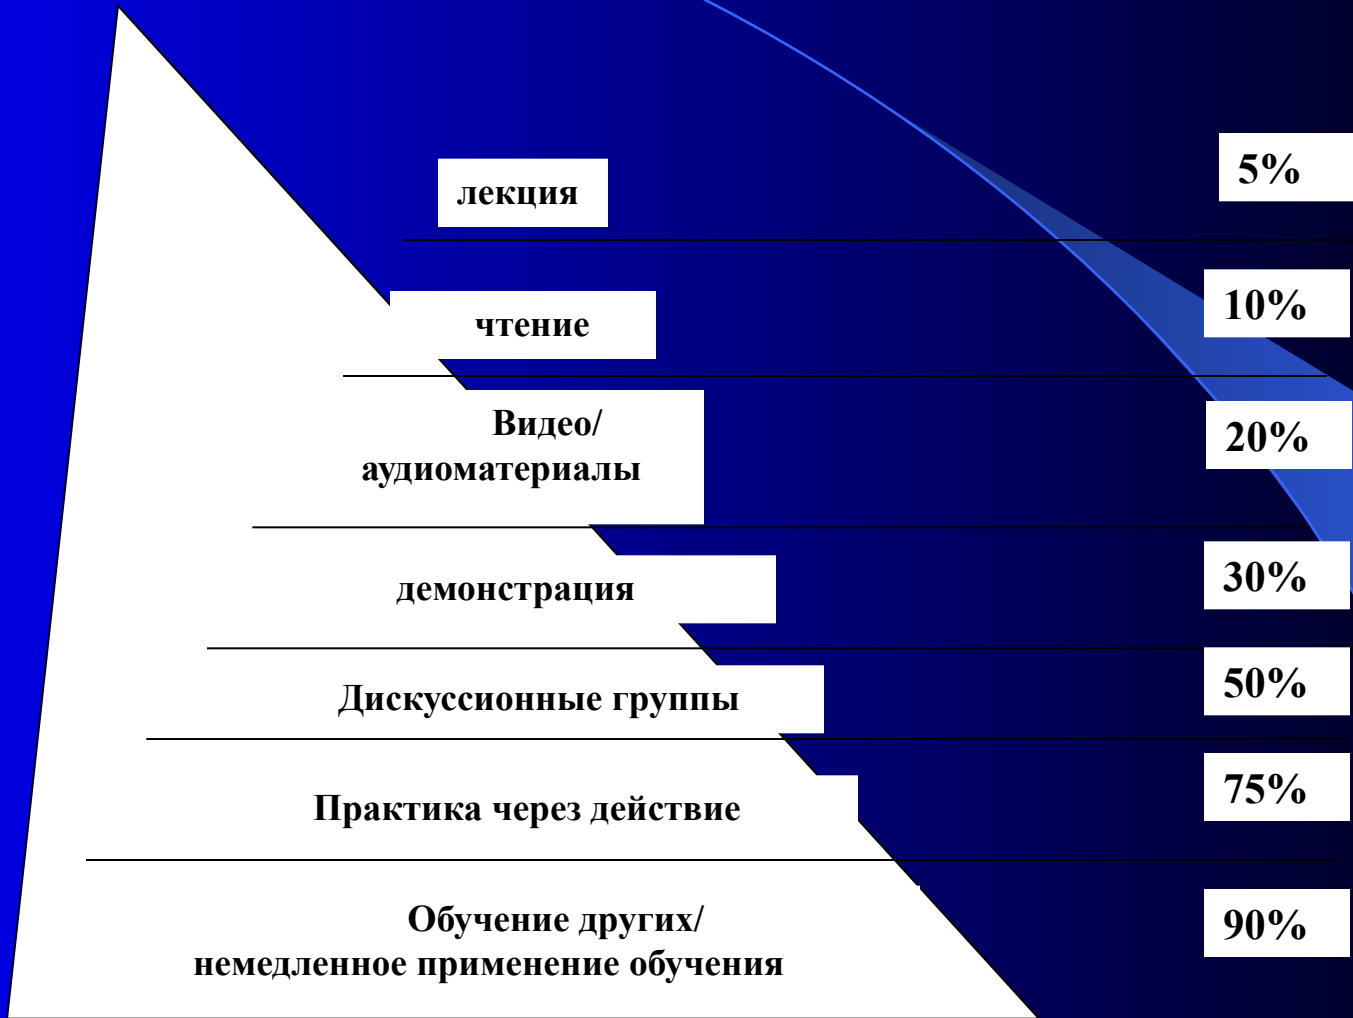 лекция
5%
чтение
10%
Видео/
аудиоматериалы
20%
демонстрация
30%
Дискуссионные группы
50%
Практика через действие
75%
Обучение других/
немедленное применение обучения
90%